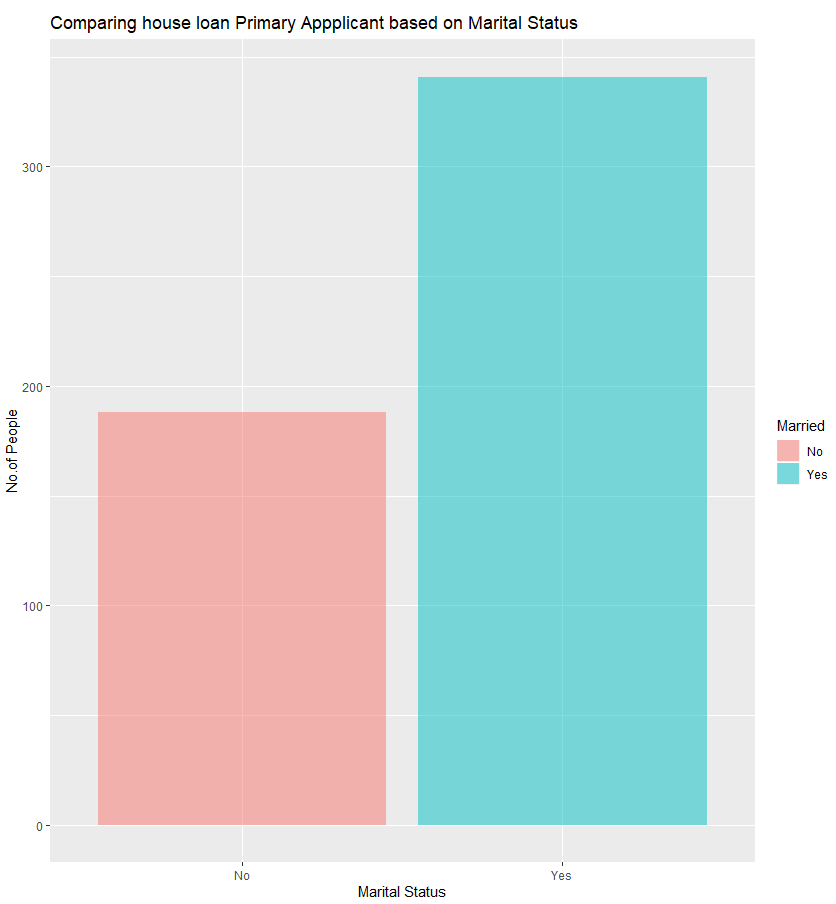 Comparing house loan Primary Appplicant based on Marital Status
300
200
100
0
No.of People
No
Yes
Marital Status
Married
No
Yes